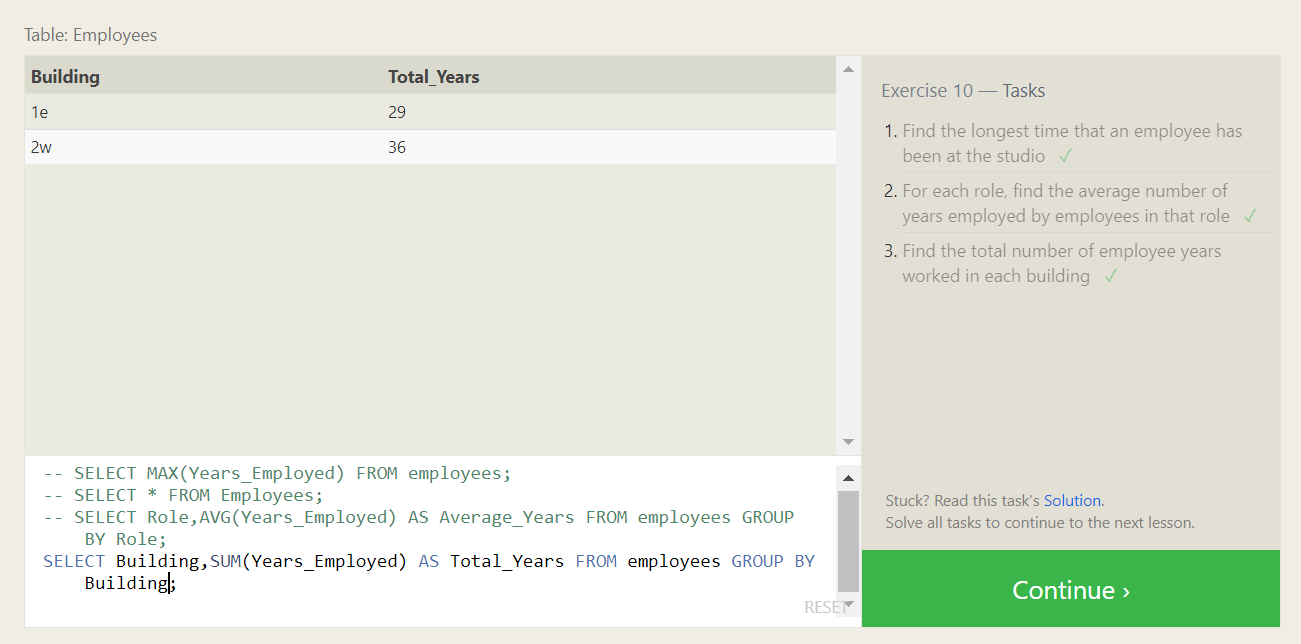 Table: Employees
Building Total_Years
1e 29
2w 36
-- SELECT MAX(Years_Employed) FROM employees;
-- SELECT * FROM Employees;
-- SELECT Role,AVG(Years_Employed) AS Average_Years FROM employees GROUP
BY Role;
SELECT Building,SUM(Years_Employed) AS Total_Years FROM employees GROUP BY
Building;
RESET
Exercise 10 — Tasks
1. Find the longest time that an employee has
been at the studio ✓
2. For each role, find the average number of
years employed by employees in that role ✓
3. Find the total number of employee years
worked in each building ✓
Stuck? Read this task's Solution.
Solve all tasks to continue to the next lesson.
Continue ›